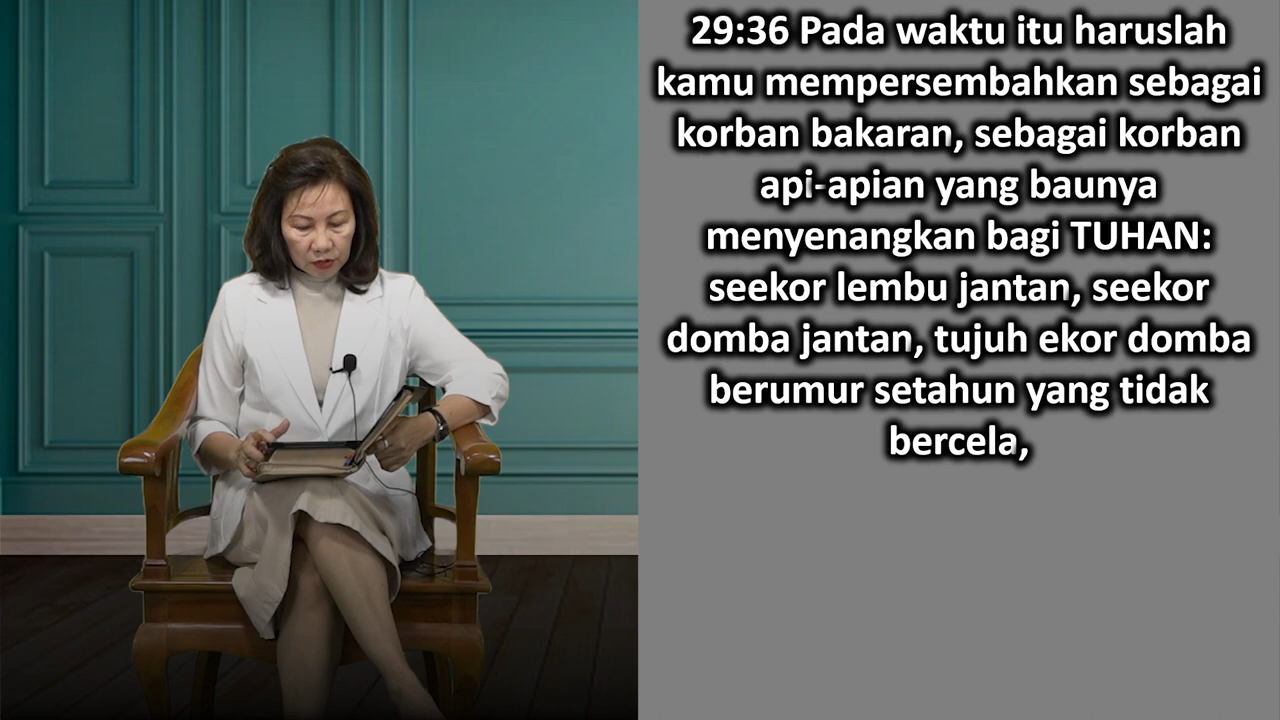 29:36 Pada waktu itu haruslah
kamu mempersembahkan sebagai
korban bakaran, sebagai korban
api-apian yang baunya
menyenangkan bagi TUHAN:
seekor lembu jantan, seekor
domba jantan, tujuh ekor domba
berumur setahun yang tidak
bercela,